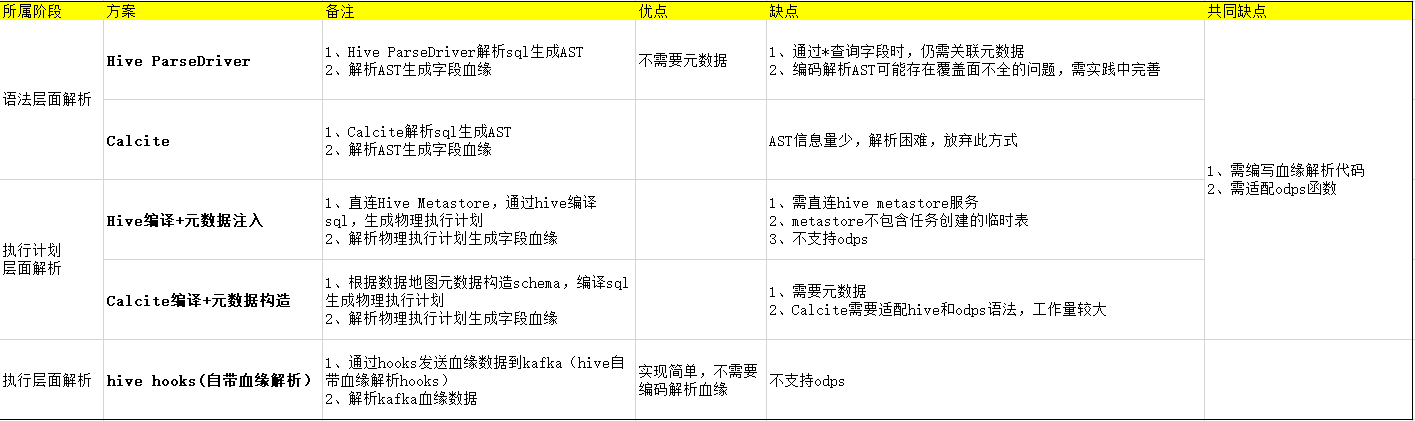 所属阶段 方案 备注 优点 缺点 共同缺点
语法层面解析
Hive ParseDriver
1、Hive ParseDriver解析sql生成AST
2、解析AST生成字段血缘
不需要元数据
1、通过*查询字段时，仍需关联元数据
2、编码解析AST可能存在覆盖面不全的问题，需实践中完善
Calcite
1、Calcite解析sql生成AST
2、解析AST生成字段血缘
AST信息量少，解析困难，放弃此方式
1、需编写血缘解析代码
2、需适配odps函数
执行计划
层面解析
Hive编译+元数据注入
1、直连Hive Metastore，通过hive编译
sql，生成物理执行计划
2、解析物理执行计划生成字段血缘
1、需直连hive metastore服务
2、metastore不包含任务创建的临时表
3、不支持odps
Calcite编译+元数据构造
1、根据数据地图元数据构造schema，编译sql
生成物理执行计划
2、解析物理执行计划生成字段血缘
1、需要元数据
2、Calcite需要适配hive和odps语法，工作量较大
执行层面解析
hive hooks(自带血缘解析）
1、通过hooks发送血缘数据到kafka（hive自
带血缘解析hooks）
2、解析kafka血缘数据
实现简单，不需要
编码解析血缘
不支持odps